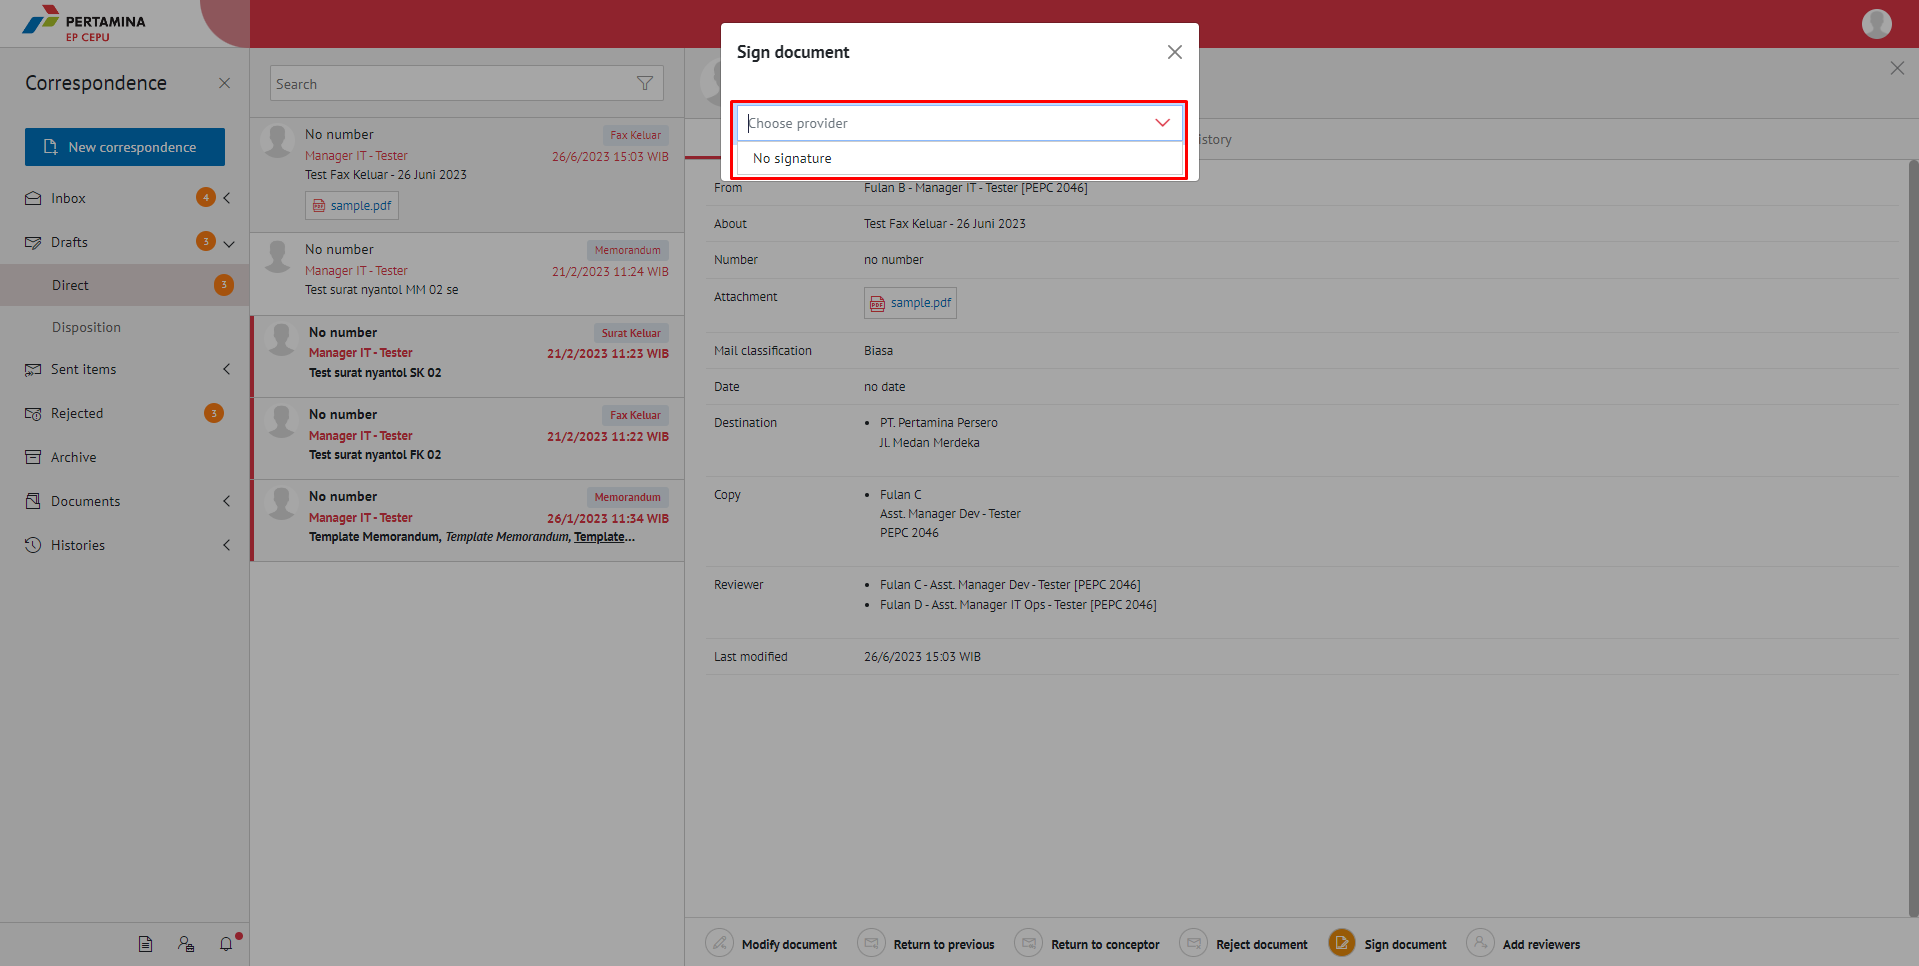 PERTAMINA
EP CEPU
Correspondence
New correspondence
Inbox
4
Drafts
3
Direct
3
Disposition
Sent items
Rejected
3
Archive
Documents
Histories
Search
No number
Fax Keluar
Manager IT - Tester
26/6/2023 15:03 WIB
Test Fax Keluar - 26 Juni 2023
PDF
sample.pdf
No number
Memorandum
Manager IT - Tester
21/2/2023 11:24 WIB
Test surat nyantol MM 02 se
No number
Surat Keluar
Manager IT - Tester
21/2/2023 11:23 WIB
Test surat nyantol SK 02
No number
Fax Keluar
Manager IT - Tester
21/2/2023 11:22 WIB
Test surat nyantol FK 02
No number
Memorandum
Manager IT - Tester
26/1/2023 11:34 WIB
Template Memorandum, Template Memorandum, Template...
Sign document
Choose provider
No signature
istory
From
Fulan B - Manager IT - Tester [PEPC 2046]
About
Test Fax Keluar - 26 Juni 2023
Number
no number
Attachment
PDF
sample.pdf
Mail classification
Biasa
Date
no date
Destination
• PT. Pertamina Persero
Jl. Medan Merdeka
Copy
• Fulan C
Asst. Manager Dev - Tester
PEPC 2046
Reviewer
• Fulan C - Asst. Manager Dev - Tester [PEPC 2046]
• Fulan D - Asst. Manager IT Ops - Tester [PEPC 2046]
Last modified
26/6/2023 15:03 WIB
Modify document
Return to previous
Return to conceptor
Reject document
Sign document
Add reviewers